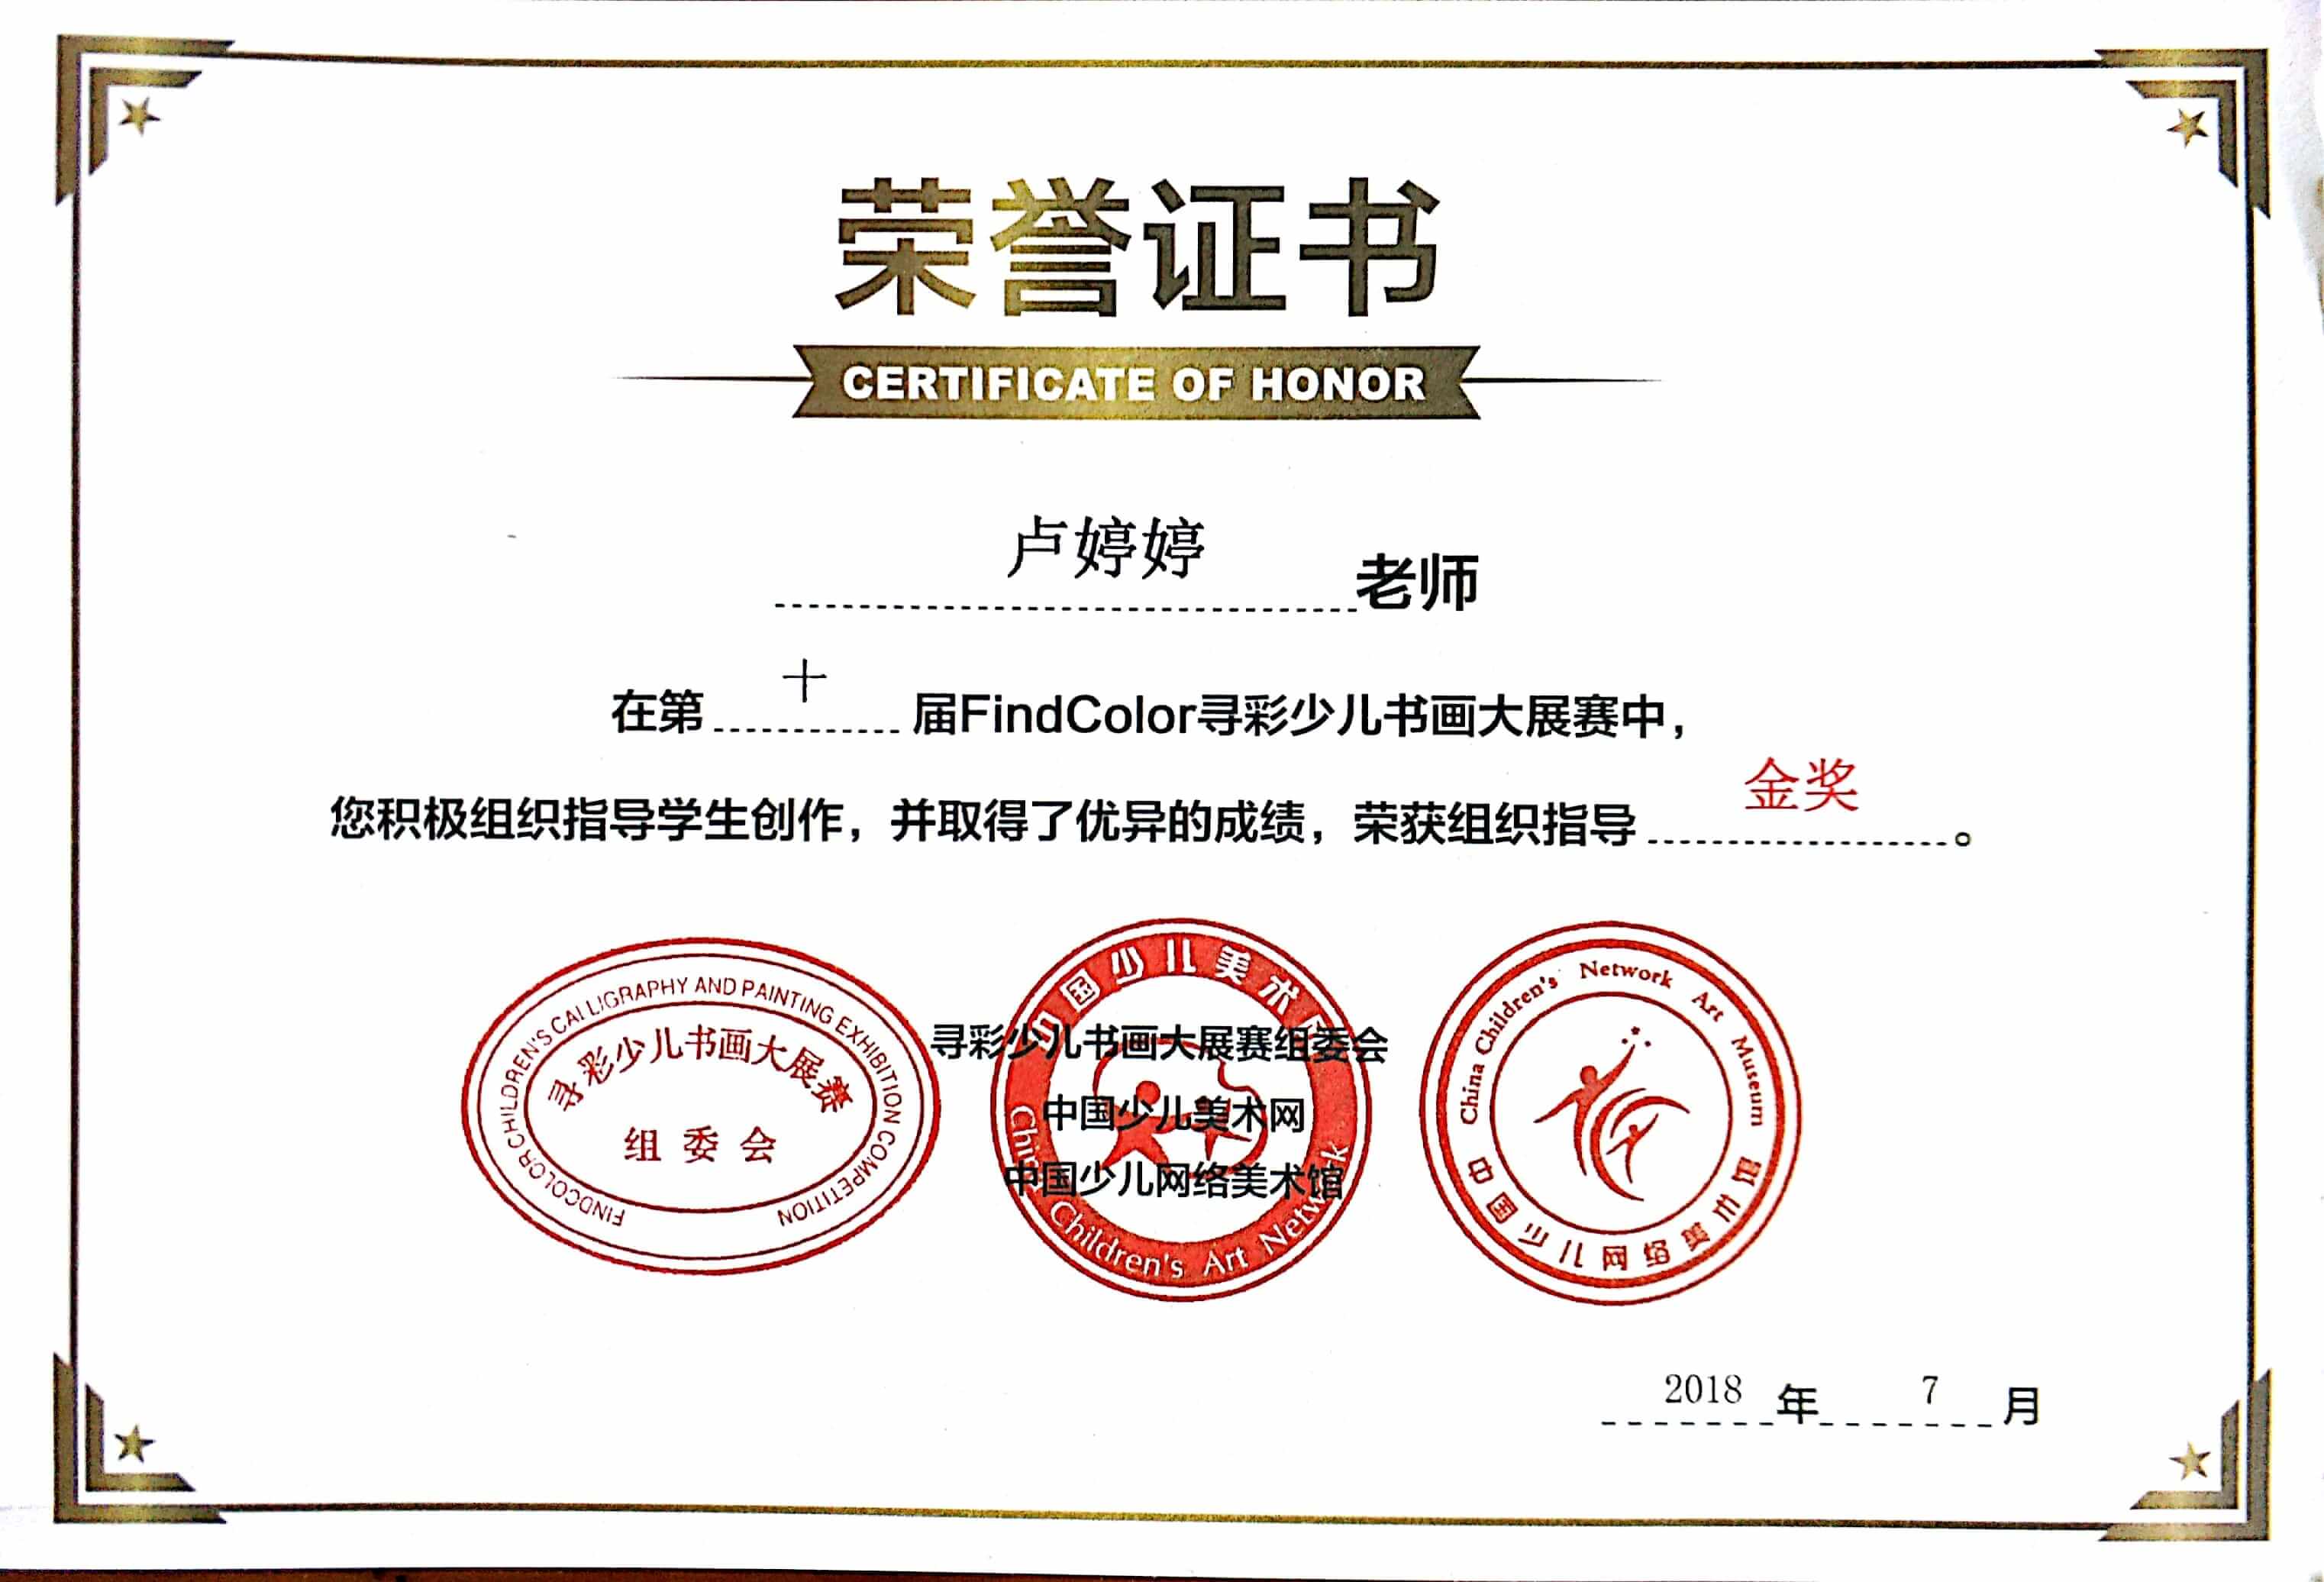 荣誉证书
CERTIFICATE OF HONOR
卢婷婷老师
在第十届FindColor寻彩少儿书画大展赛中，
您积极组织指导学生创作，并取得了优异的成绩，荣获组织指导金奖。
FINDCOLOR CHILDREN'S CALLIGRAPHY AND PAINTING EXHIBITION COMPETITION
寻彩少儿书画大展赛
组委会
中国少儿美术网
寻彩少儿书画大展赛组委会
中国少儿美术网
中国少儿网络美术馆
China Children's Art Network
China Children's Network Art Museum
中国少儿网络美术馆
2018年7月